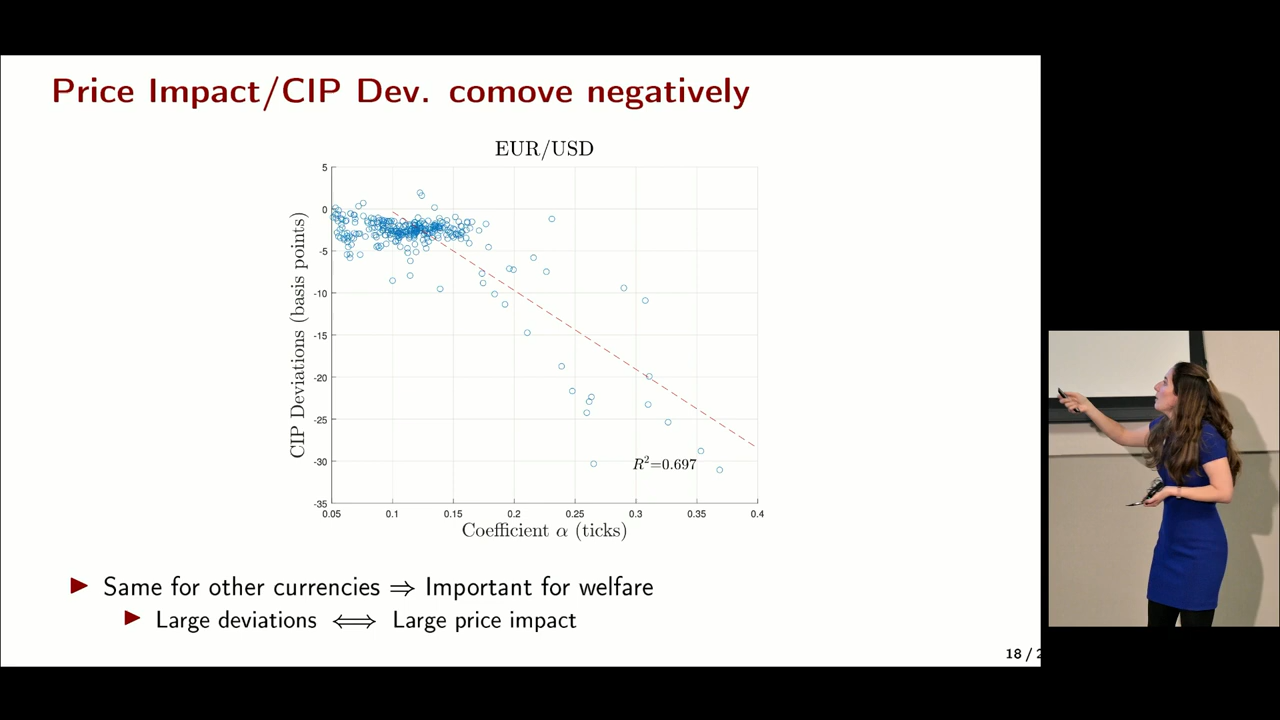 Price Impact/CIP Dev. comove negatively
EUR/USD
5
0
-5
-10
-15
-20
-25
-30
-35
CIP Deviations (basis points)
R²=0.697
0.05 0.1 0.15 0.2 0.25 0.3 0.35 0.4
Coefficient α (ticks)
▶ Same for other currencies ⇒ Important for welfare
▶ Large deviations ⟺ Large price impact
18 / 2